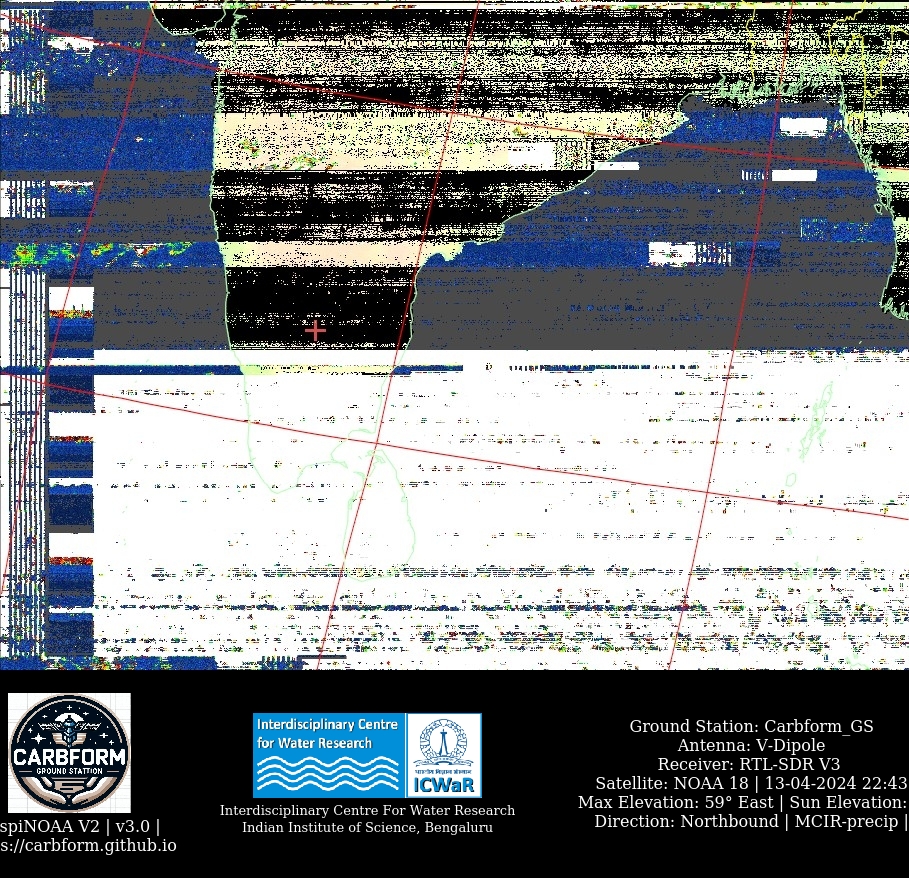 CARBFORM
GROUND STATION
spiNOAA V2 | v3.0 |
s://carbform.github.io
Interdisciplinary Centre
for Water Research
भारतीय विज्ञान संस्थान
ICWaR
Interdisciplinary Centre For Water Research
Indian Institute of Science, Bengaluru
Ground Station: Carbform_GS
Antenna: V-Dipole
Receiver: RTL-SDR V3
Satellite: NOAA 18 | 13-04-2024 22:43
Max Elevation: 59° East | Sun Elevation:
Direction: Northbound | MCIR-precip |